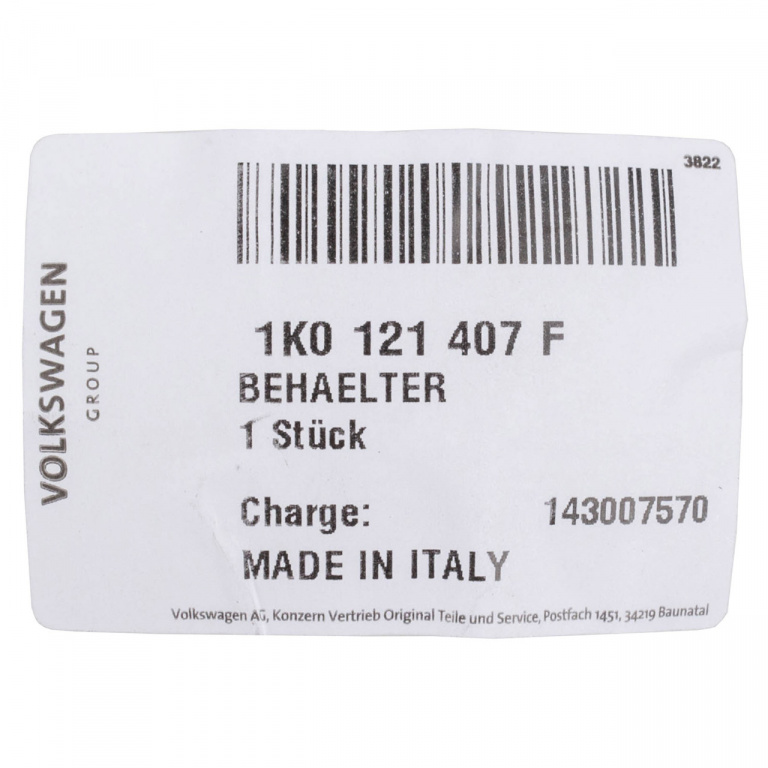 3822
VOLKSWAGEN
GROUP
1K0 121 407 F
BEHAELTER
1 Stück
Charge: 143007570
MADE IN ITALY
Volkswagen AG, Konzern Vertrieb Original Teile und Service, Postfach 1451, 34219 Baunatal